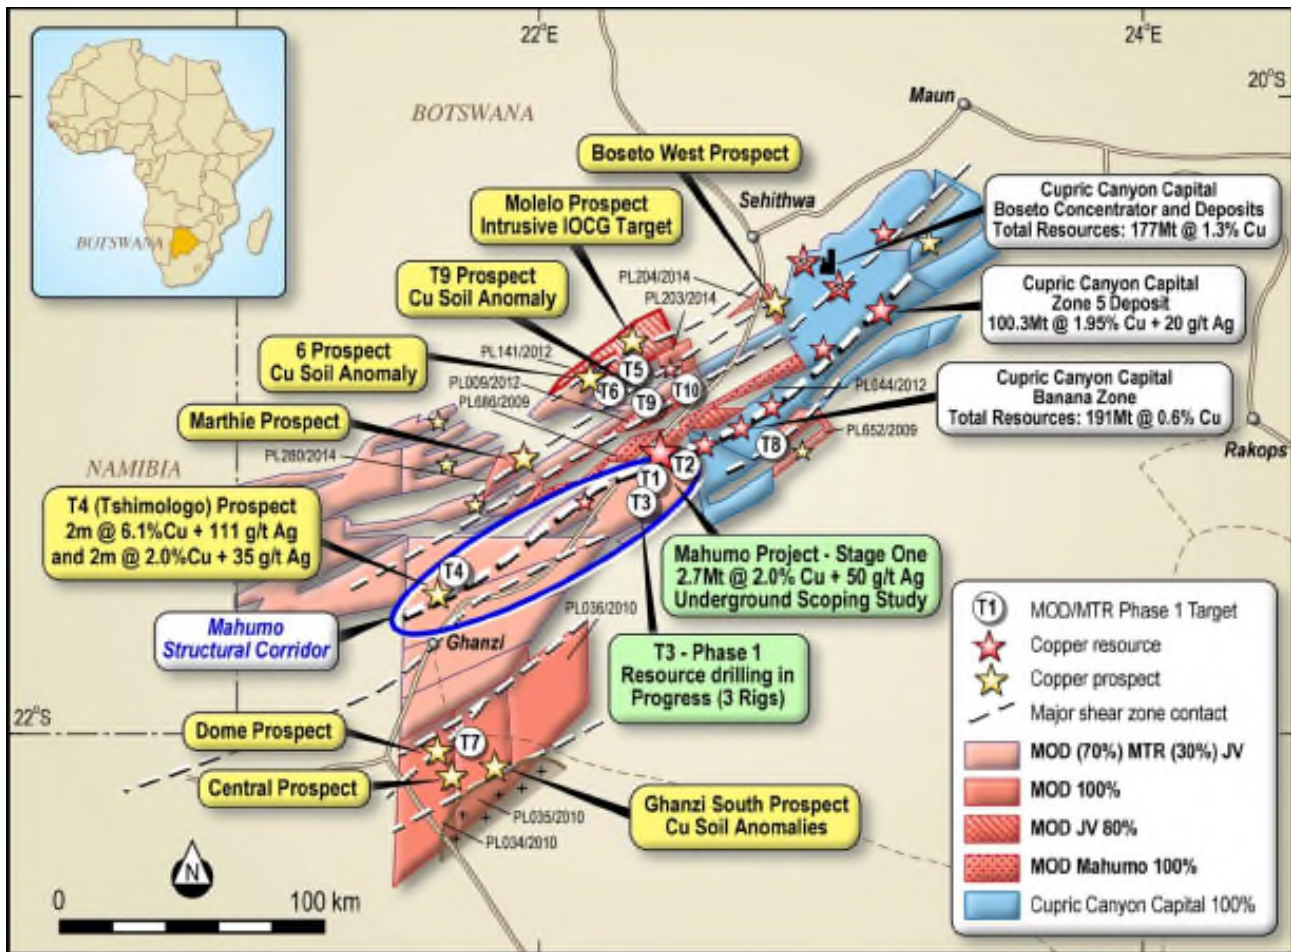 22°E
24°E
20°S
BOTSWANA
Maun
Boseto West Prospect
Sehithwa
Cupric Canyon Capital
Boseto Concentrator and Deposits
Total Resources: 177Mt @ 1.3% Cu
Molelo Prospect
Intrusive IOCG Target
BOTSWANA
PL204/2014
PL203/2014
T9 Prospect
Cu Soil Anomaly
Cupric Canyon Capital
Zone 5 Deposit
100.3Mt @ 1.95% Cu + 20 g/t Ag
6 Prospect
Cu Soil Anomaly
PL141/2012
PL009/2012
PL686/2009
T5
T6
T9
T10
PL044/2012
Cupric Canyon Capital
Banana Zone
Total Resources: 191Mt @ 0.6% Cu
Marthie Prospect
PL280/2014
PL652/2009
T8
Rakops
NAMIBIA
T2
T1
T3
T4 (Tshimologo) Prospect
2m @ 6.1%Cu + 111 g/t Ag
and 2m @ 2.0%Cu + 35 g/t Ag
T4
Mahumo Project - Stage One
2.7Mt @ 2.0% Cu + 50 g/t Ag
Underground Scoping Study
PL036/2010
Mahumo
Structural Corridor
Ghanzi
T3 - Phase 1
Resource drilling in
Progress (3 Rigs)
22°S
Dome Prospect
T7
Central Prospect
Ghanzi South Prospect
Cu Soil Anomalies
PL035/2010
PL034/2010
T1 MOD/MTR Phase 1 Target
Copper resource
Copper prospect
Major shear zone contact
MOD (70%) MTR (30%) JV
MOD 100%
MOD JV 80%
MOD Mahumo 100%
Cupric Canyon Capital 100%
N
0 100 km